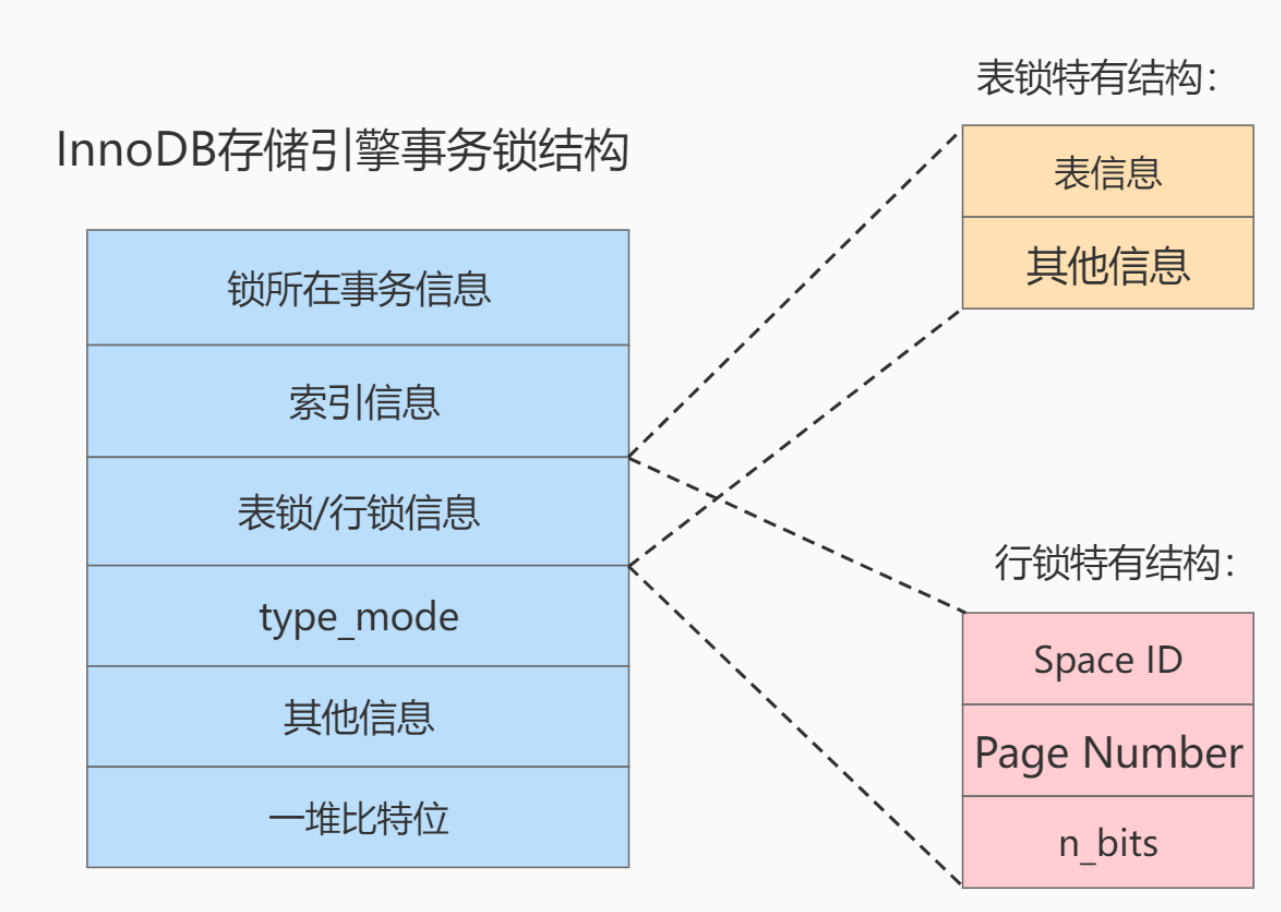 InnoDB存储引擎事务锁结构
锁所在事务信息
索引信息
表锁/行锁信息
type_mode
其他信息
一堆比特位
表锁特有结构：
表信息
其他信息
行锁特有结构：
Space ID
Page Number
n_bits